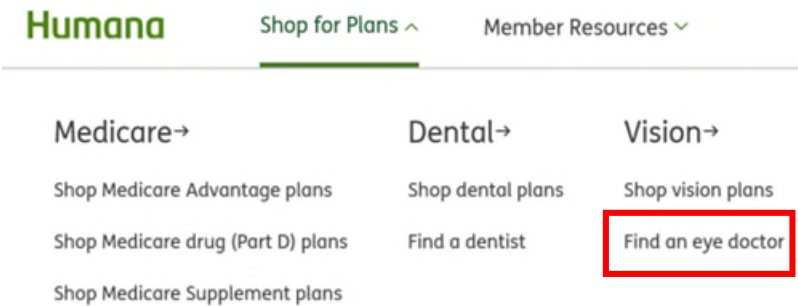 Humana
Shop for Plans
Member Resources
Medicare→
Shop Medicare Advantage plans
Shop Medicare drug (Part D) plans
Shop Medicare Supplement plans
Dental→
Shop dental plans
Find a dentist
Vision→
Shop vision plans
Find an eye doctor